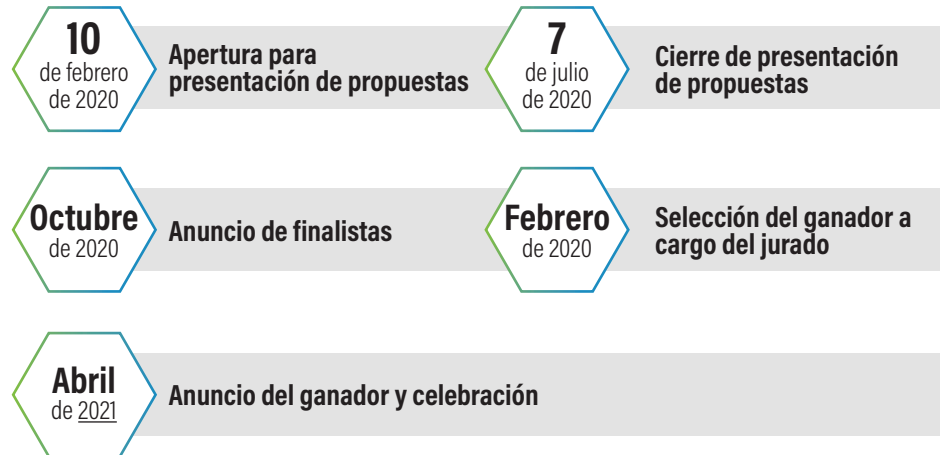 10
de febrero
de 2020
Apertura para
presentación de propuestas
7
de julio
de 2020
Cierre de presentación
de propuestas
Octubre
de 2020
Anuncio de finalistas
Febrero
de 2020
Selección del ganador a
cargo del jurado
Abril
de 2021
Anuncio del ganador y celebración